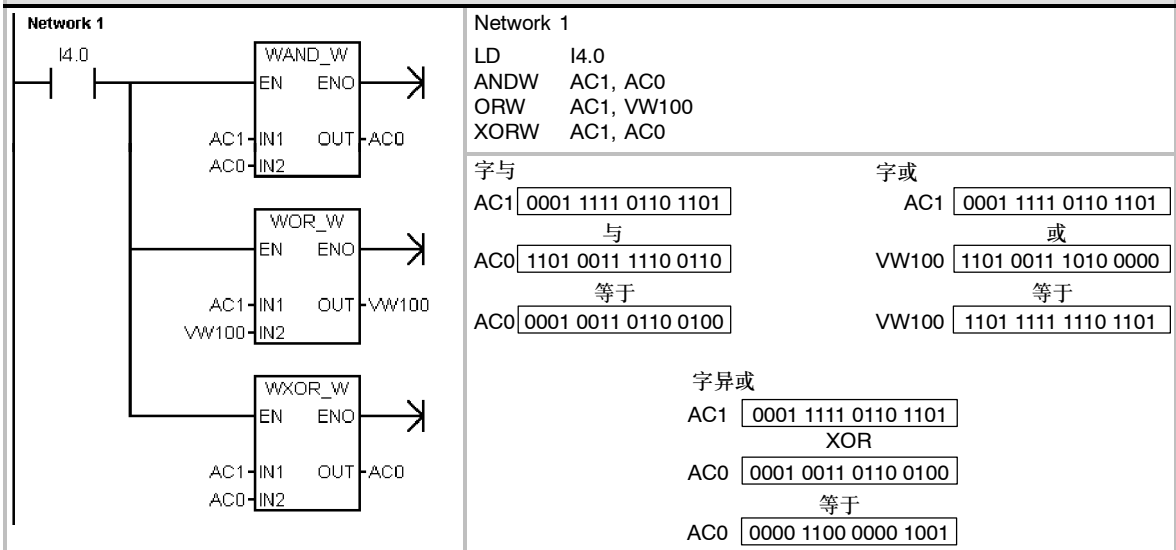 Network 1
I4.0
WAND_W
EN ENO
AC1 IN1 OUT AC0
AC0 IN2
WOR_W
EN ENO
AC1 IN1 OUT VW100
VW100 IN2
WXOR_W
EN ENO
AC1 IN1 OUT AC0
AC0 IN2
Network 1
LD I4.0
ANDW AC1, AC0
ORW AC1, VW100
XORW AC1, AC0
字与
AC1 0001 1111 0110 1101
与
AC0 1101 0011 1110 0110
等于
AC0 0001 0011 0110 0100
字或
AC1 0001 1111 0110 1101
或
VW100 1101 0011 1010 0000
等于
VW100 1101 1111 1110 1101
字异或
AC1 0001 1111 0110 1101
XOR
AC0 0001 0011 0110 0100
等于
AC0 0000 1100 0000 1001